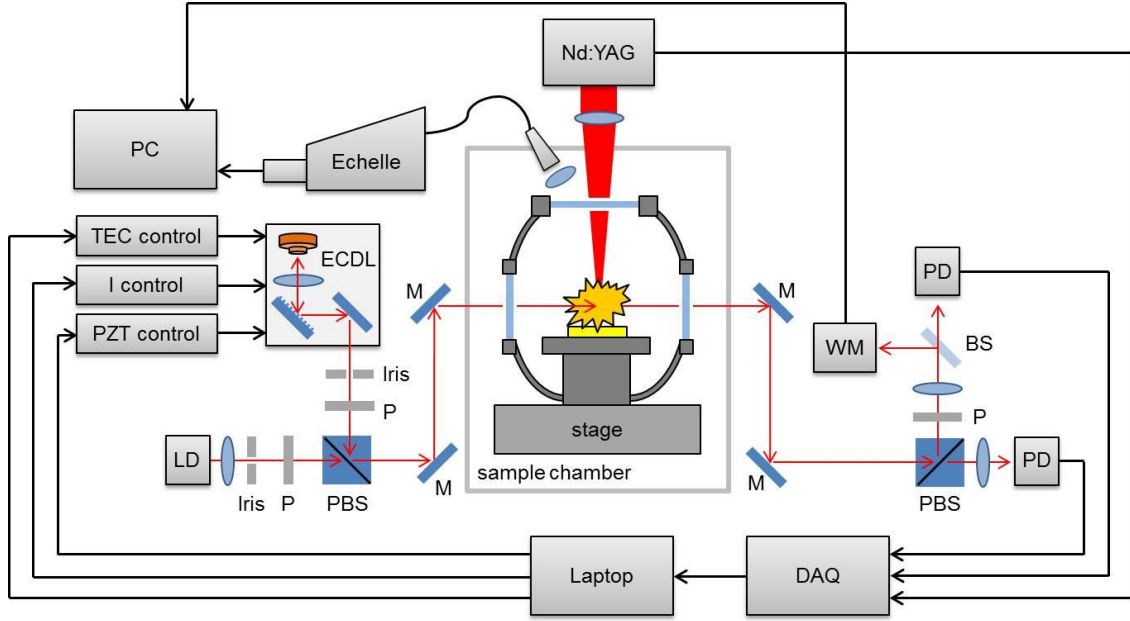 Nd:YAG
PC
Echelle
TEC control
ECDL
I control
PZT control
M
M
PD
WM
BS
Iris
P
P
stage
LD
PD
sample chamber
M
M
Iris
P
PBS
PBS
Laptop
DAQ